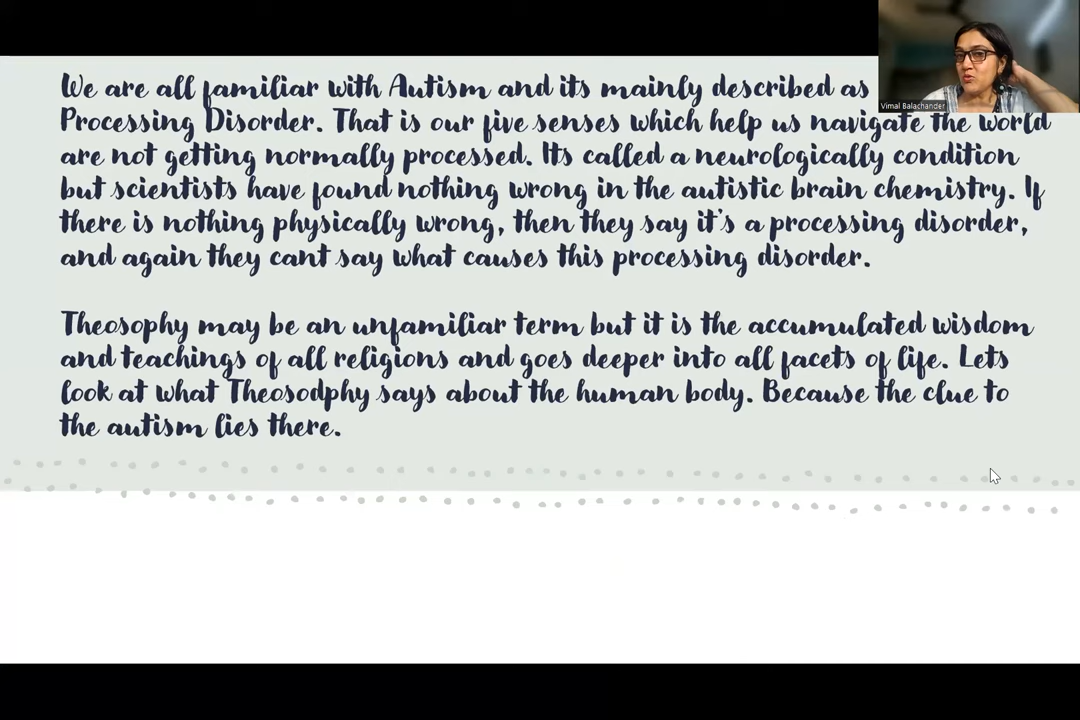 We are all familiar with Autism and its mainly described as
Vimal Balachander
Processing Disorder. That is our five senses which help us navigate the world
are not getting normally processed. Its called a neurologically condition
but scientists have found nothing wrong in the autistic brain chemistry. If
there is nothing physically wrong, then they say it's a processing disorder,
and again they cant say what causes this processing disorder.
Theosophy may be an unfamiliar term but it is the accumulated wisdom
and teachings of all religions and goes deeper into all facets of life. Lets
look at what Theosodphy says about the human body. Because the clue to
the autism lies there.